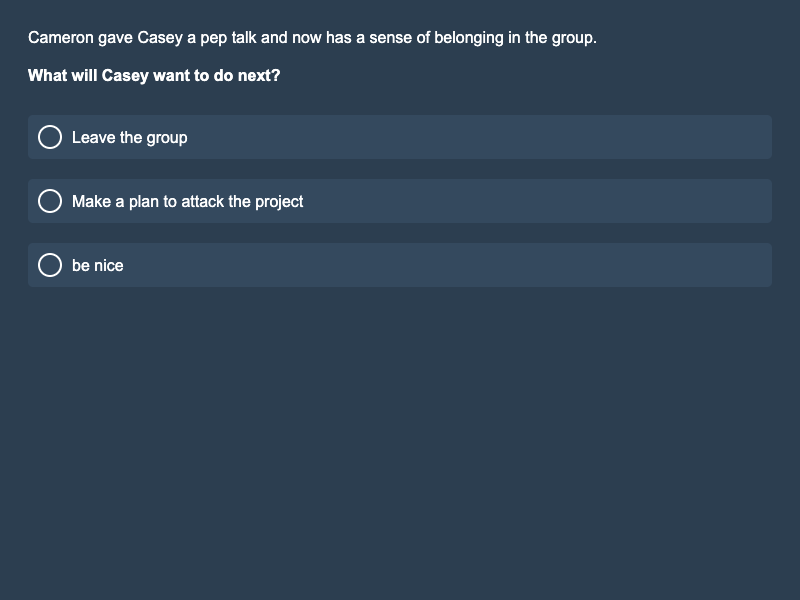 Cameron gave Casey a pep talk and now has a sense of belonging in the group.
What will Casey want to do next?
Leave the group
Make a plan to attack the project
be nice